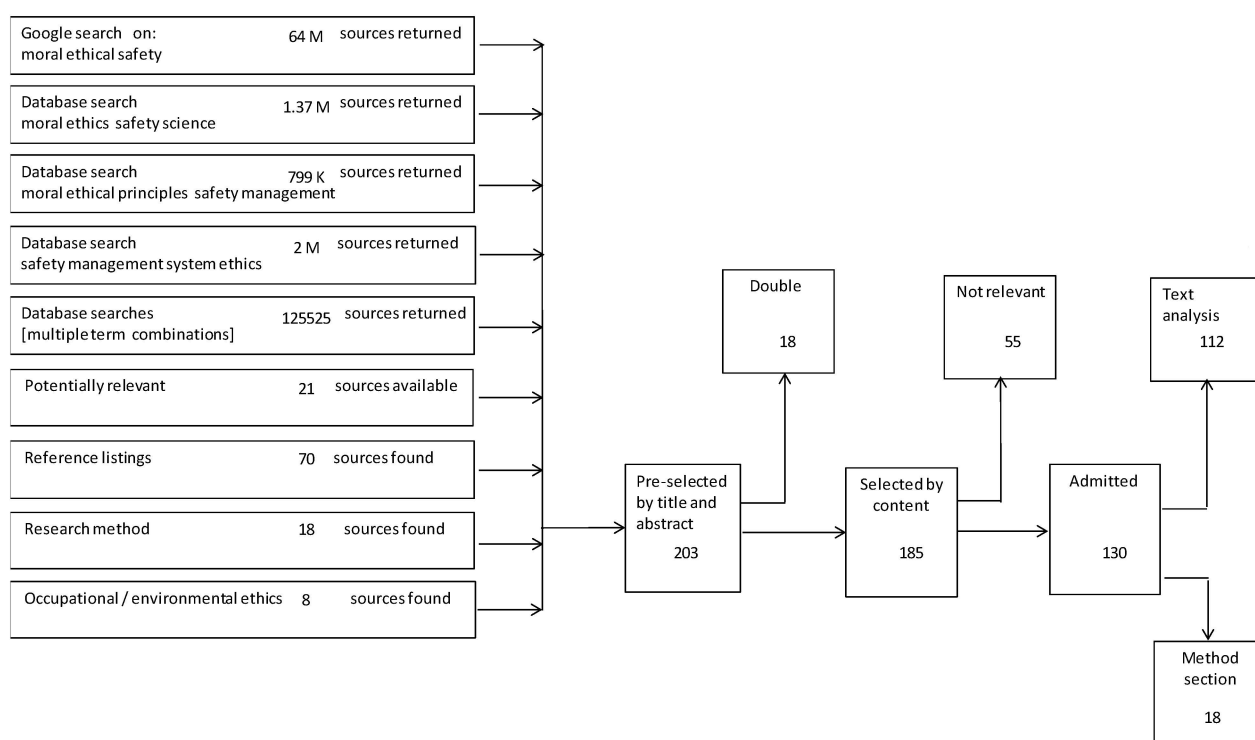 Google search on: 64 M sources returned
moral ethical safety
Database search 1.37 M sources returned
moral ethics safety science
Database search 799 K sources returned
moral ethical principles safety management
Database search 2 M sources returned
safety management system ethics
Database searches 125525 sources returned
[multiple term combinations]
Potentially relevant 21 sources available
Reference listings 70 sources found
Research method 18 sources found
Occupational / environmental ethics 8 sources found
Pre-selected
by title and
abstract
203
Double
18
Selected by
content
185
Not relevant
55
Admitted
130
Text
analysis
112
Method
section
18